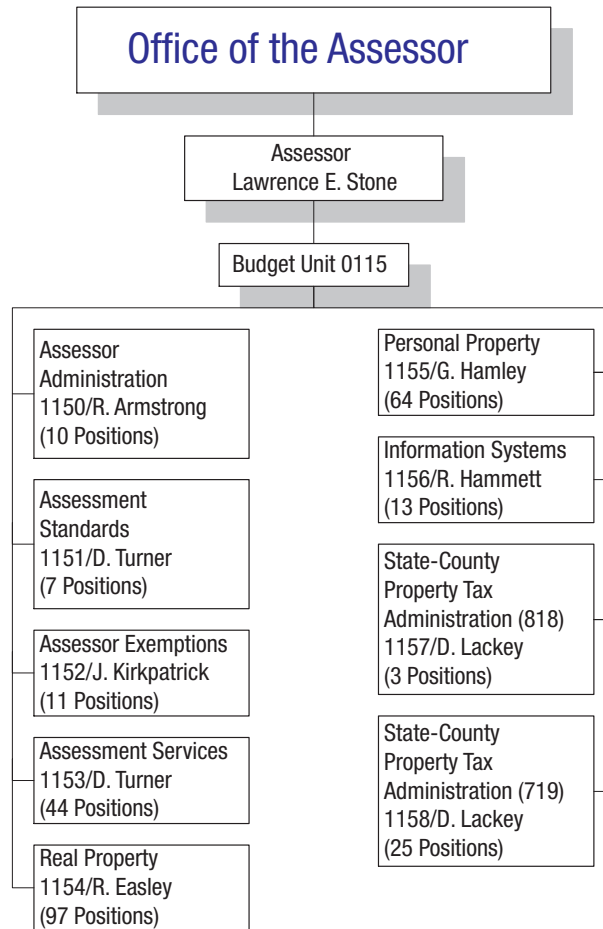 Office of the Assessor
Assessor
Lawrence E. Stone
Budget Unit 0115
Assessor
Administration
1150/R. Armstrong
(10 Positions)
Assessment
Standards
1151/D. Turner
(7 Positions)
Assessor Exemptions
1152/J. Kirkpatrick
(11 Positions)
Assessment Services
1153/D. Turner
(44 Positions)
Real Property
1154/R. Easley
(97 Positions)
Personal Property
1155/G. Hamley
(64 Positions)
Information Systems
1156/R. Hammett
(13 Positions)
State-County
Property Tax
Administration (818)
1157/D. Lackey
(3 Positions)
State-County
Property Tax
Administration (719)
1158/D. Lackey
(25 Positions)